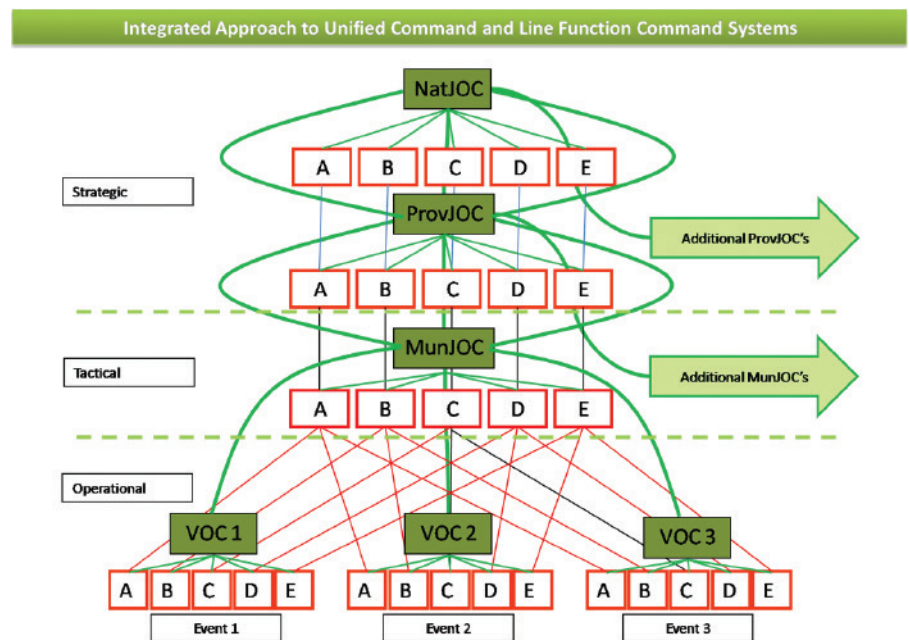 Integrated Approach to Unified Command and Line Function Command Systems
NatJOC
A B C D E
Strategic
ProvJOC
Additional ProvJOC's
A B C D E
MunJOC
Tactical
Additional MunJOC's
A B C D E
Operational
VOC 1 VOC 2 VOC 3
A B C D E A B C D E A B C D E
Event 1 Event 2 Event 3